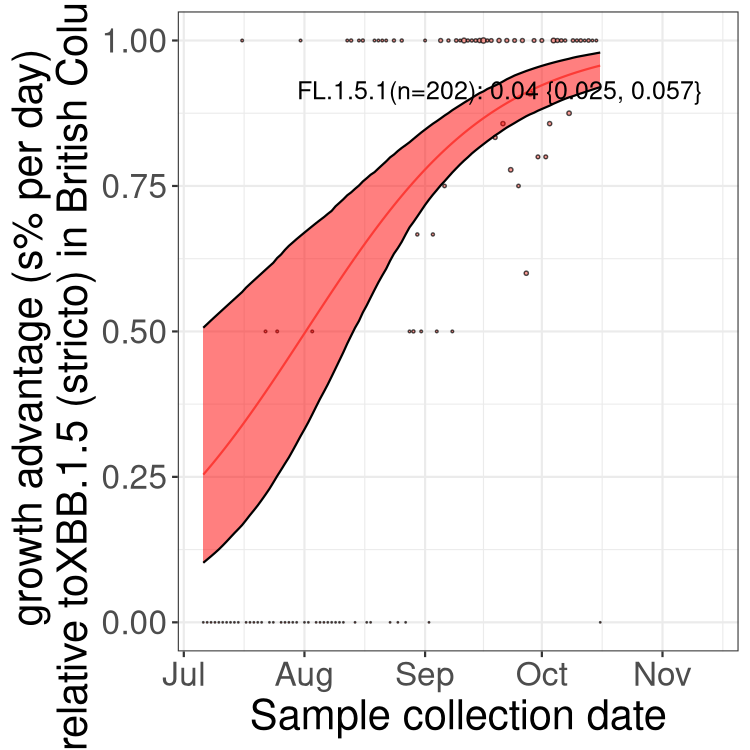 growth advantage (s% per day)
relative toXBB.1.5 (stricto) in British Colu
1.00
0.75
0.50
0.25
0.00
FL.1.5.1(n=202): 0.04 {0.025, 0.057}
Jul Aug Sep Oct Nov
Sample collection date